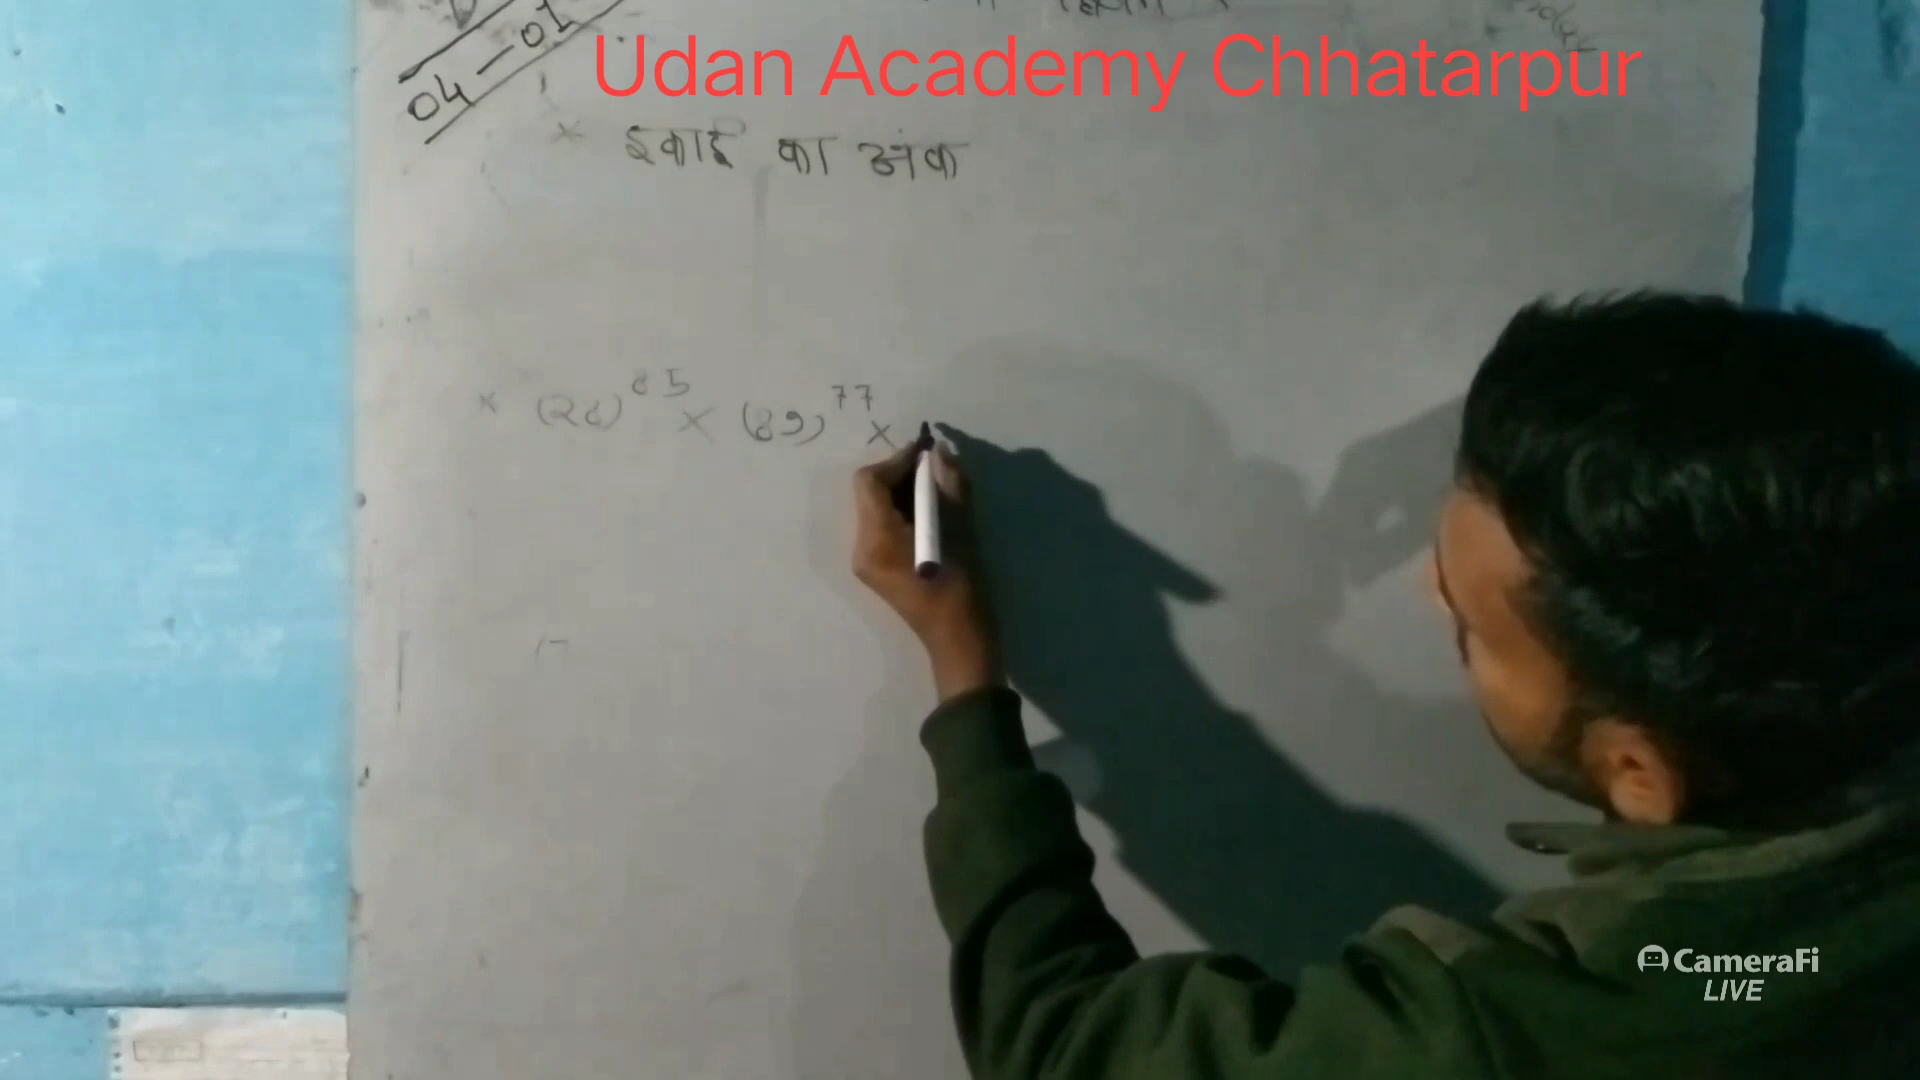 04-01
Udan Academy Chhatarpur
* इकाई का अंक
× (26)^85 × (89)^77 ×
CameraFi
LIVE